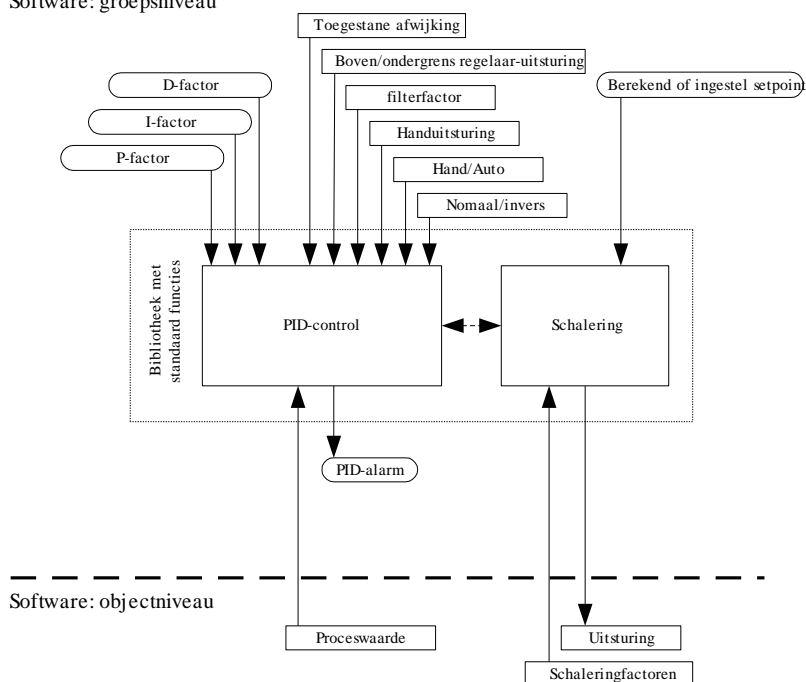 Software: groepsniveau
Toegestane afwijking
Boven/ondergrens regelaar-uitsturing
D-factor
filterfactor
Berekend of ingestel setpoint
I-factor
Handuitsturing
P-factor
Hand/Auto
Nomaal/invers
Bibliotheek met
standaard functies
PID-control
Schalering
PID-alarm
Software: objectniveau
Proceswaarde
Uitsturing
Schaleringfactoren